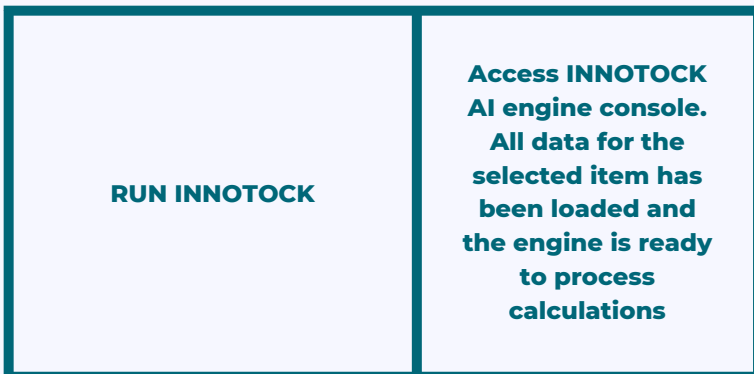 RUN INNOTOCK
Access INNOTOCK
AI engine console.
All data for the
selected item has
been loaded and
the engine is ready
to process
calculations